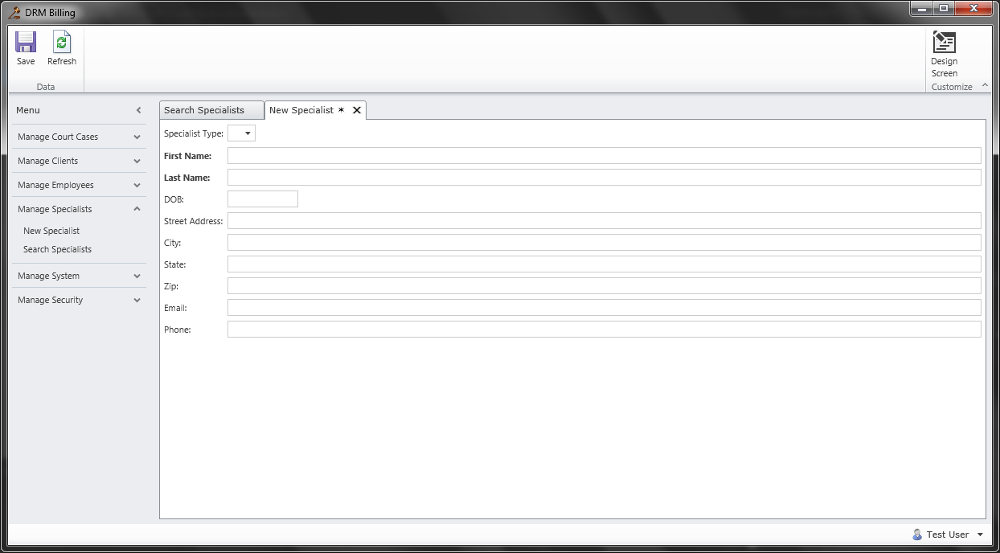 DRM Billing
Save
Refresh
Data
Design
Screen
Customize
Menu
Manage Court Cases
Manage Clients
Manage Employees
Manage Specialists
New Specialist
Search Specialists
Manage System
Manage Security
Search Specialists
New Specialist *
Specialist Type:
First Name:
Last Name:
DOB:
Street Address:
City:
State:
Zip:
Email:
Phone:
Test User